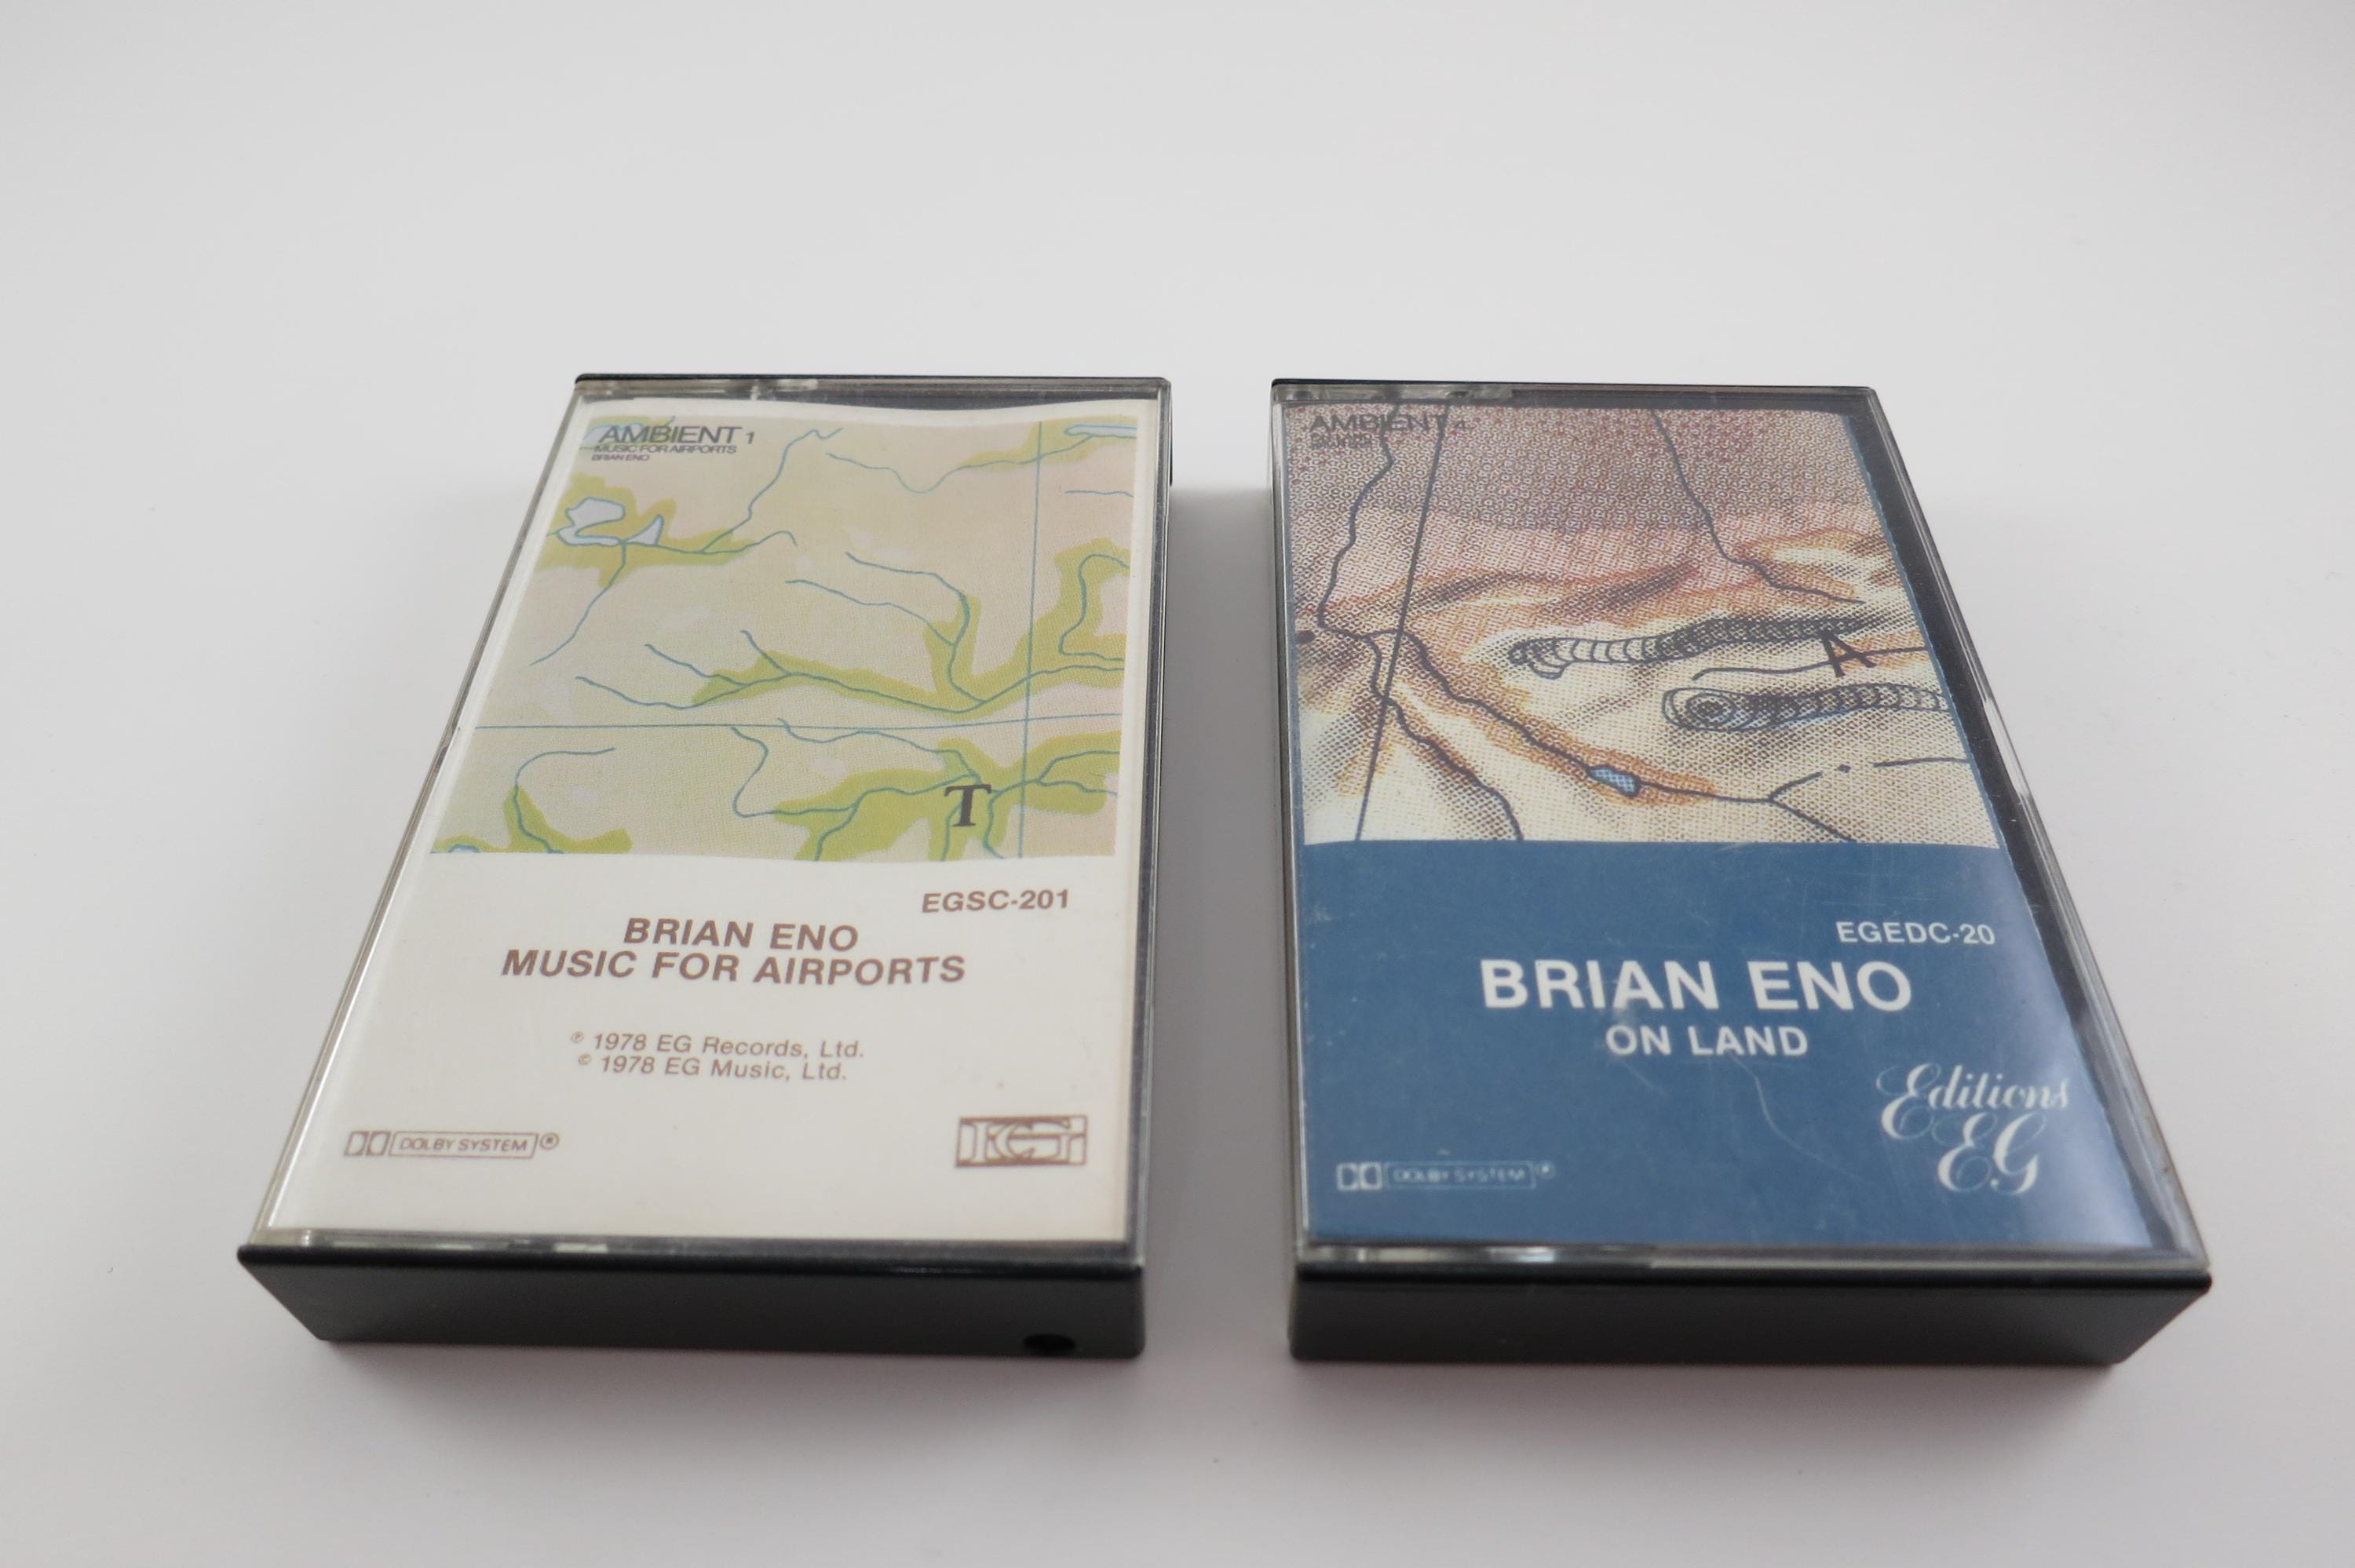 AMBIENT 1
MUSIC FOR AIRPORTS
BRIAN ENO
T
EGSC-201
BRIAN ENO
MUSIC FOR AIRPORTS
℗ 1978 EG Records, Ltd.
© 1978 EG Music, Ltd.
DOLBY SYSTEM®
EG
AMBIENT 4
A
EGEDC-20
BRIAN ENO
ON LAND
Editions
EG
DOLBY SYSTEM®